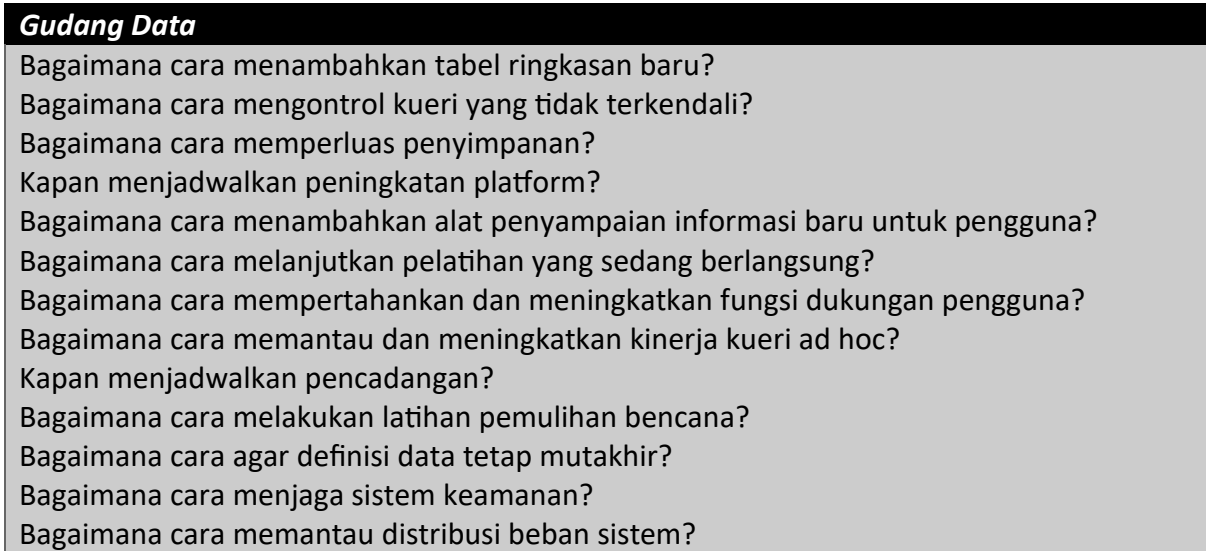 Gudang Data
Bagaimana cara menambahkan tabel ringkasan baru?
Bagaimana cara mengontrol kueri yang tidak terkendali?
Bagaimana cara memperluas penyimpanan?
Kapan menjadwalkan peningkatan platform?
Bagaimana cara menambahkan alat penyampaian informasi baru untuk pengguna?
Bagaimana cara melanjutkan pelatihan yang sedang berlangsung?
Bagaimana cara mempertahankan dan meningkatkan fungsi dukungan pengguna?
Bagaimana cara memantau dan meningkatkan kinerja kueri ad hoc?
Kapan menjadwalkan pencadangan?
Bagaimana cara melakukan latihan pemulihan bencana?
Bagaimana cara agar definisi data tetap mutakhir?
Bagaimana cara menjaga sistem keamanan?
Bagaimana cara memantau distribusi beban sistem?